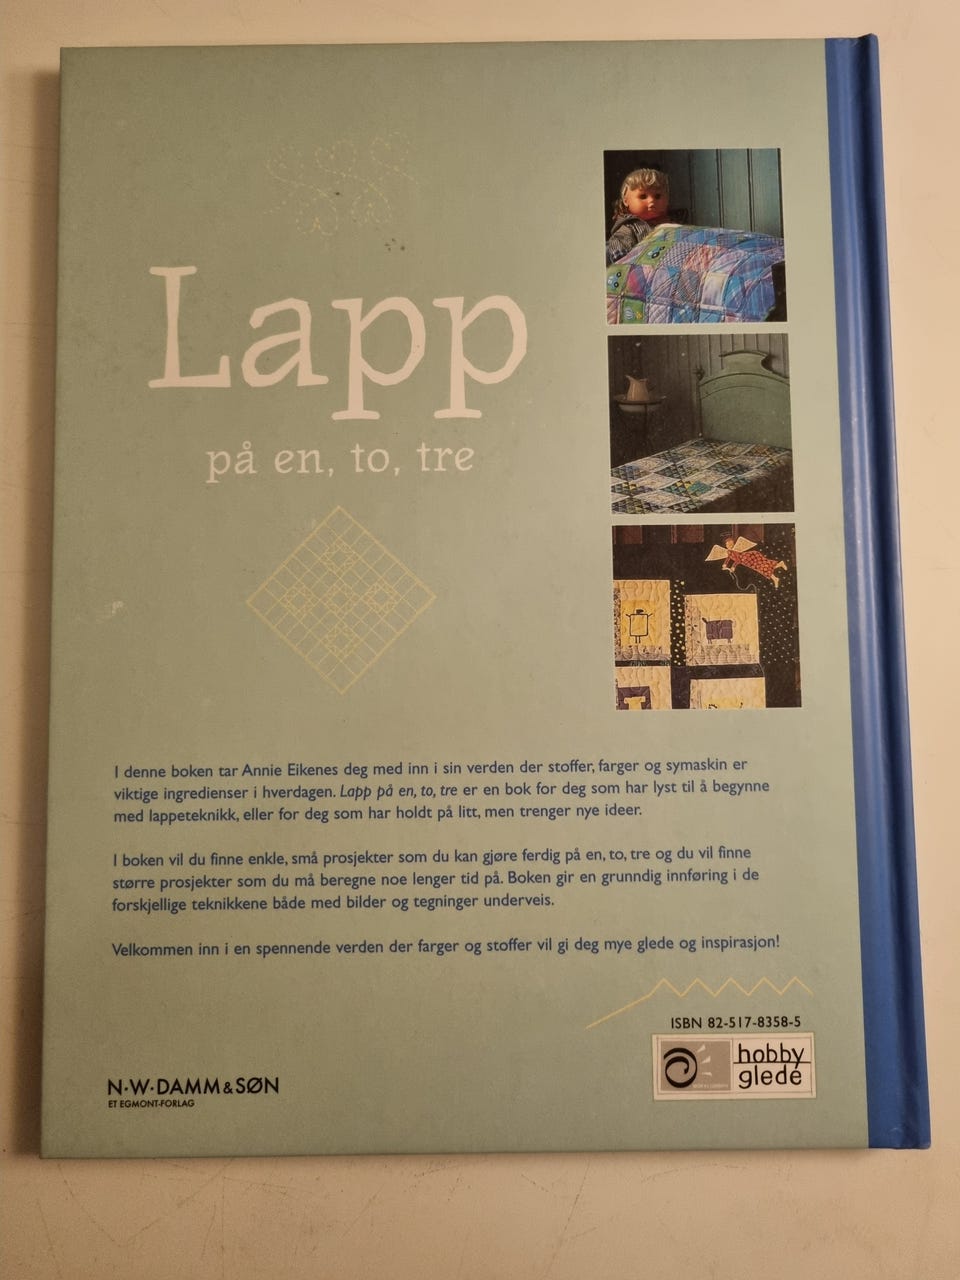 Lapp
på en, to, tre
I denne boken tar Annie Eikenes deg med inn i sin verden der stoffer, farger og symaskin er
viktige ingredienser i hverdagen. Lapp på en, to, tre er en bok for deg som har lyst til å begynne
med lappeteknikk, eller for deg som har holdt på litt, men trenger nye ideer.
I boken vil du finne enkle, små prosjekter som du kan gjøre ferdig på en, to, tre og du vil finne
større prosjekter som du må beregne noe lenger tid på. Boken gir en grunndig innføring i de
forskjellige teknikkene både med bilder og tegninger underveis.
Velkommen inn i en spennende verden der farger og stoffer vil gi deg mye glede og inspirasjon!
ISBN 82-517-8358-5
hobby
glede
N·W·DAMM & SØN
ET EGMONT-FORLAG